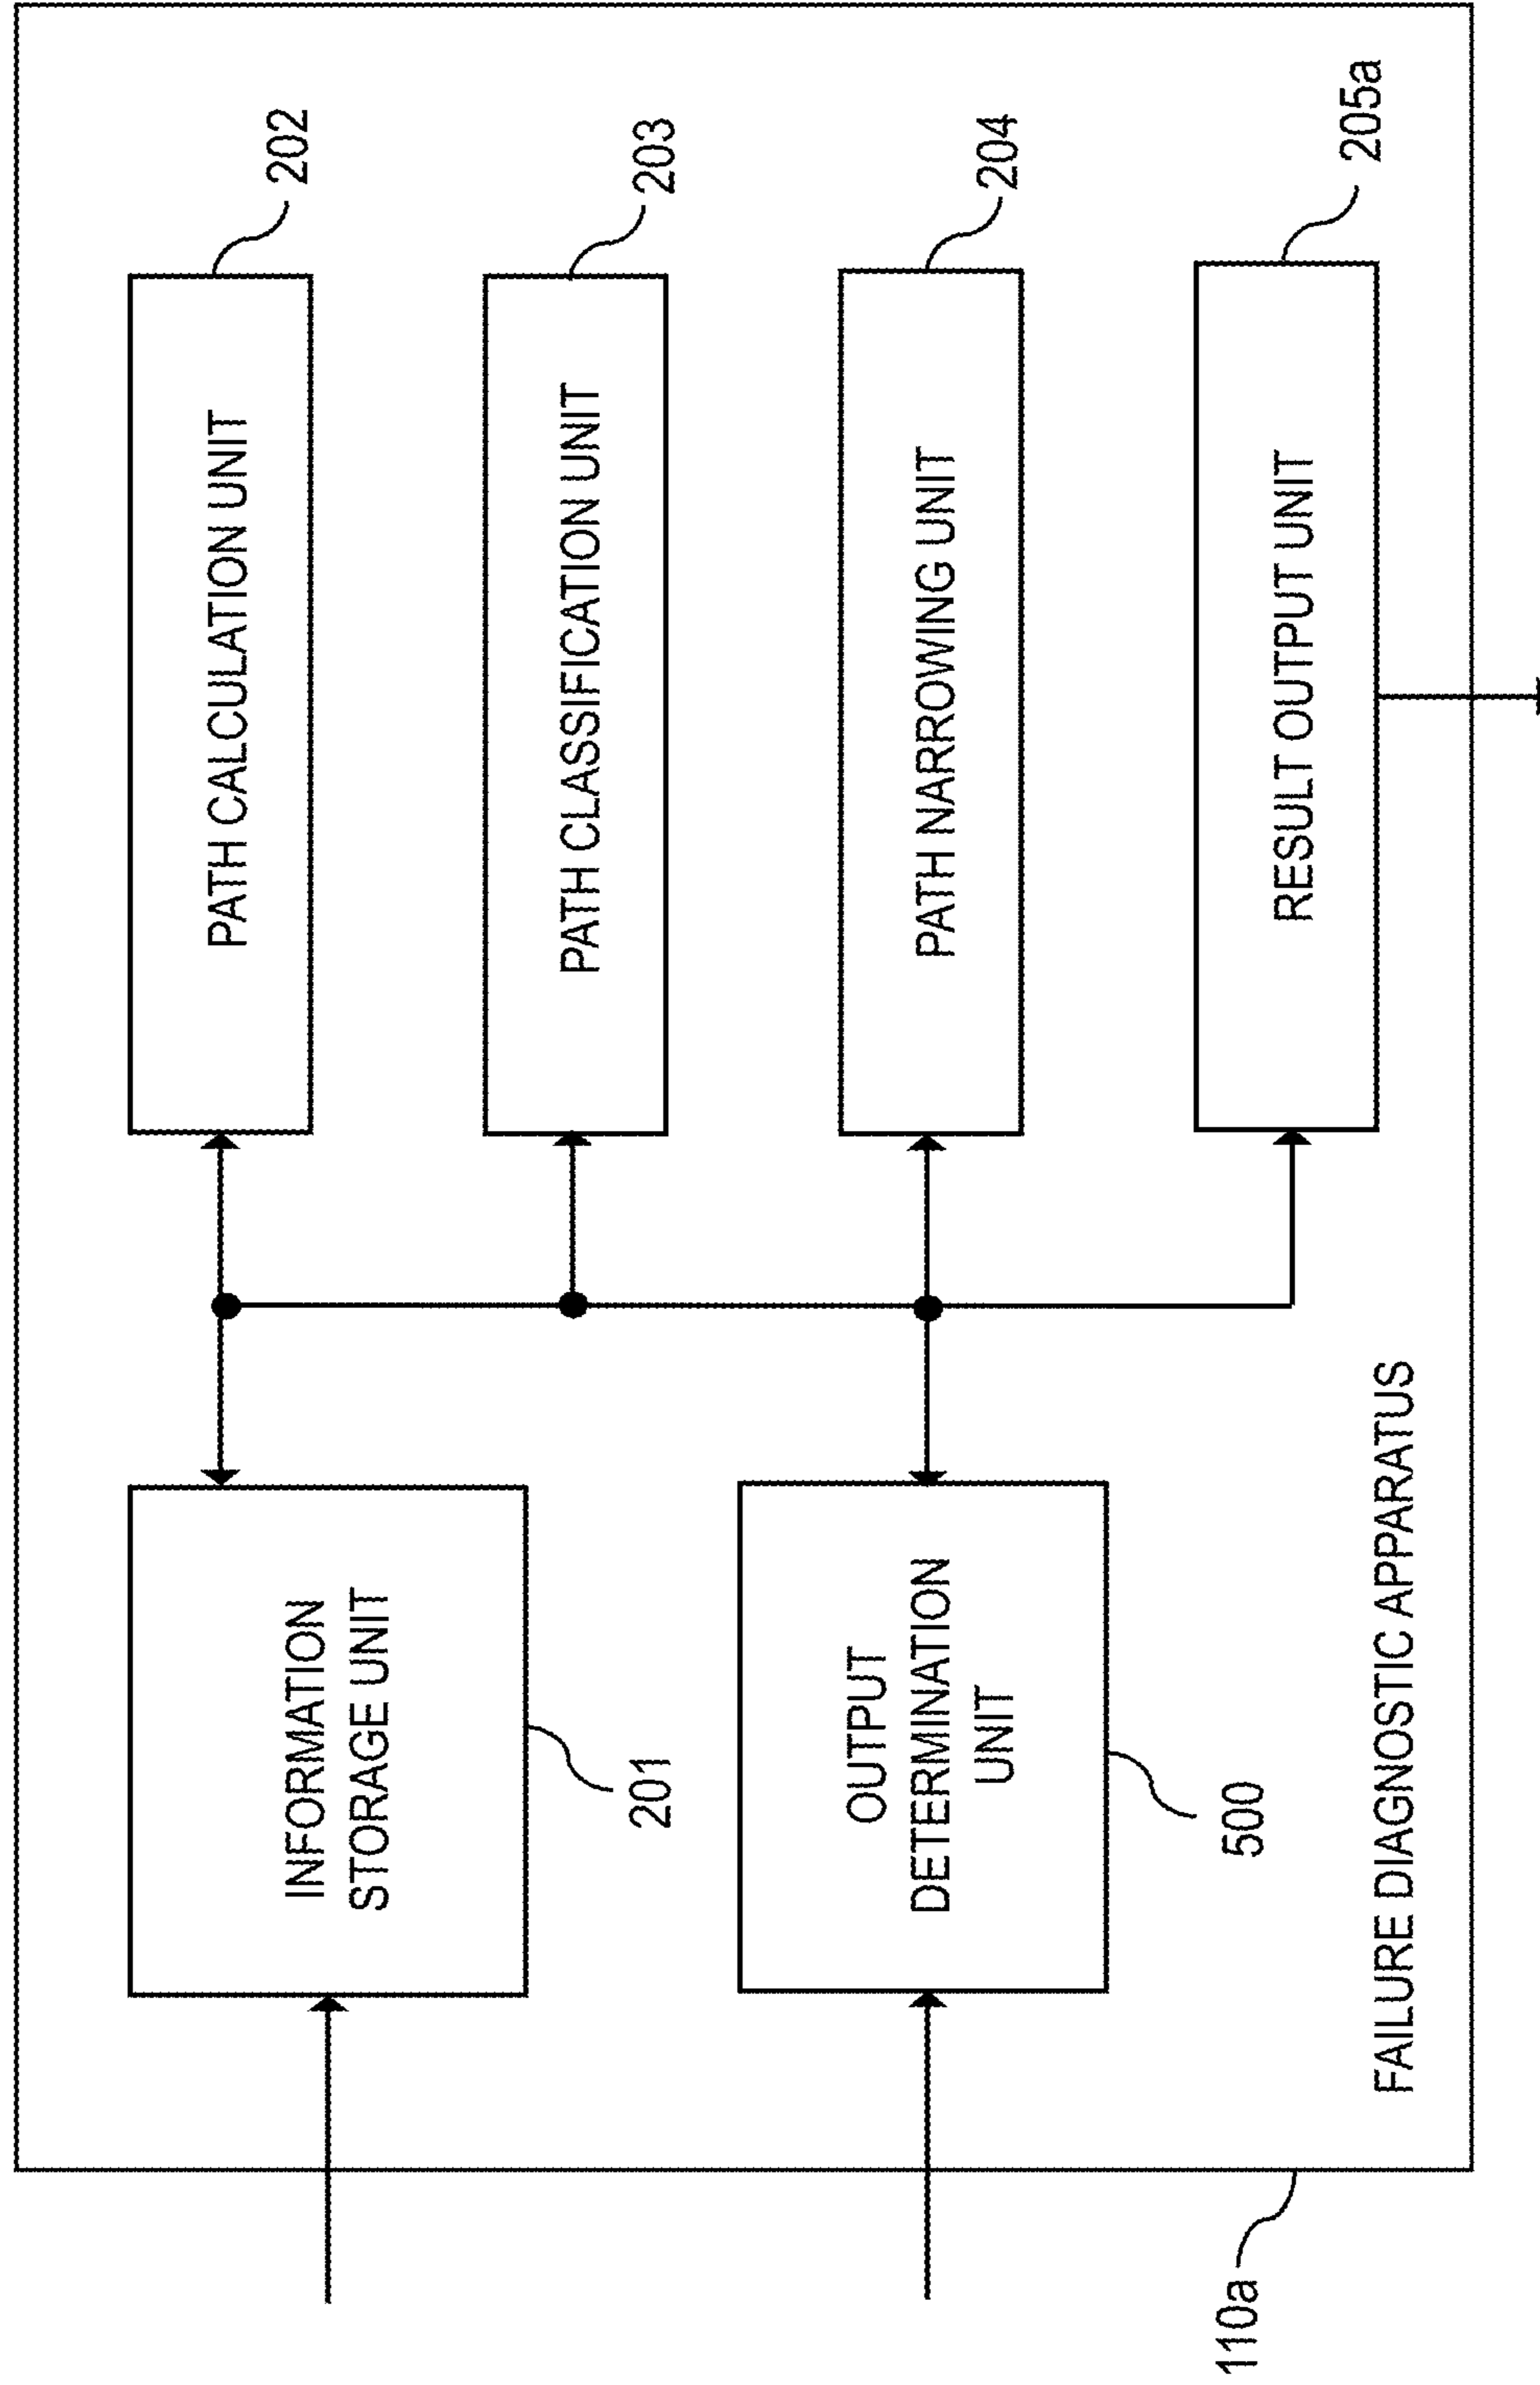 110a
FAILURE DIAGNOSTIC APPARATUS
INFORMATION
STORAGE UNIT
201
OUTPUT
DETERMINATION
UNIT
500
PATH CALCULATION UNIT
202
PATH CLASSIFICATION UNIT
203
PATH NARROWING UNIT
204
RESULT OUTPUT UNIT
205a